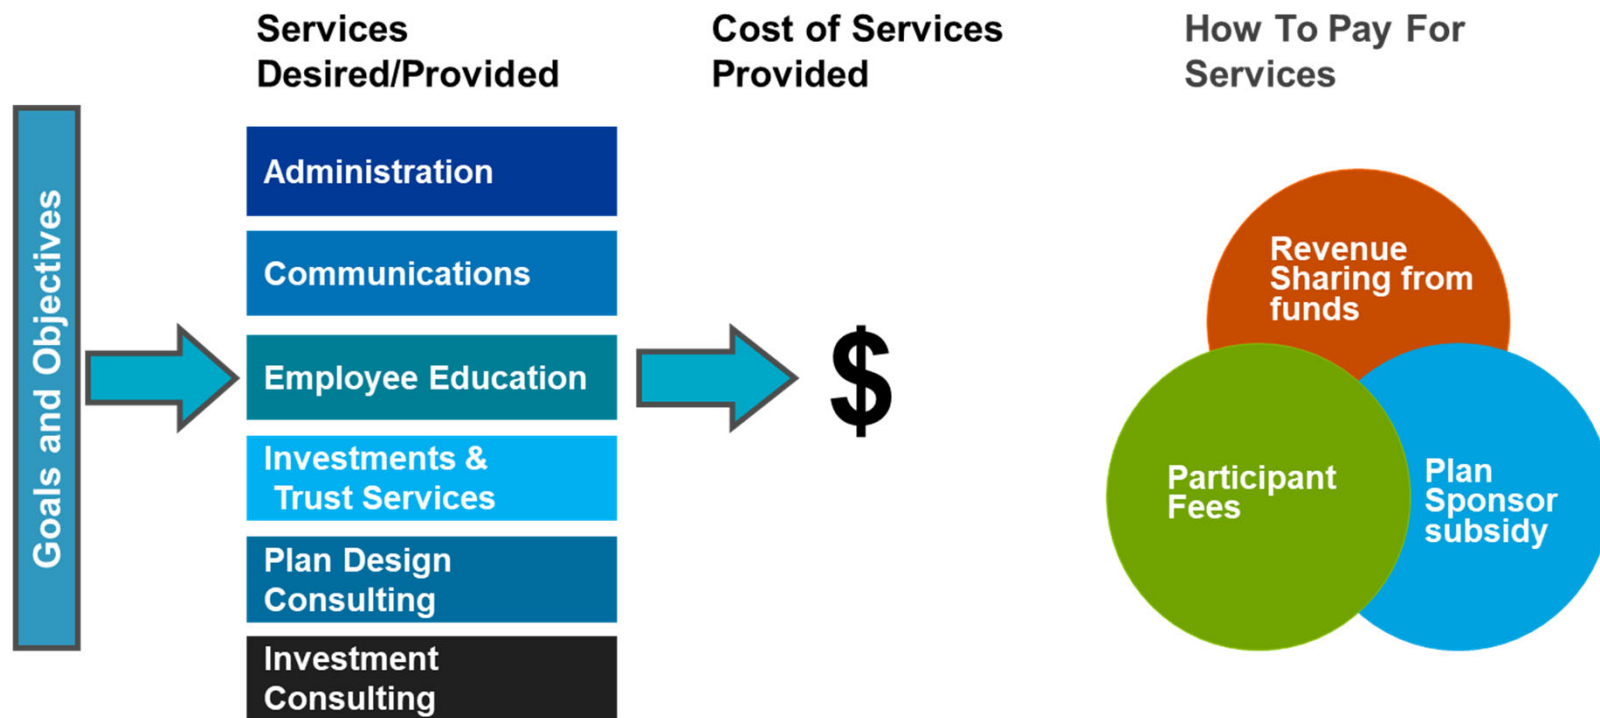 Services
Desired/Provided
Cost of Services
Provided
How To Pay For
Services
Goals and Objectives
Administration
Communications
Employee Education
Investments &
Trust Services
Plan Design
Consulting
Investment
Consulting
$
Revenue
Sharing from
funds
Participant
Fees
Plan
Sponsor
subsidy